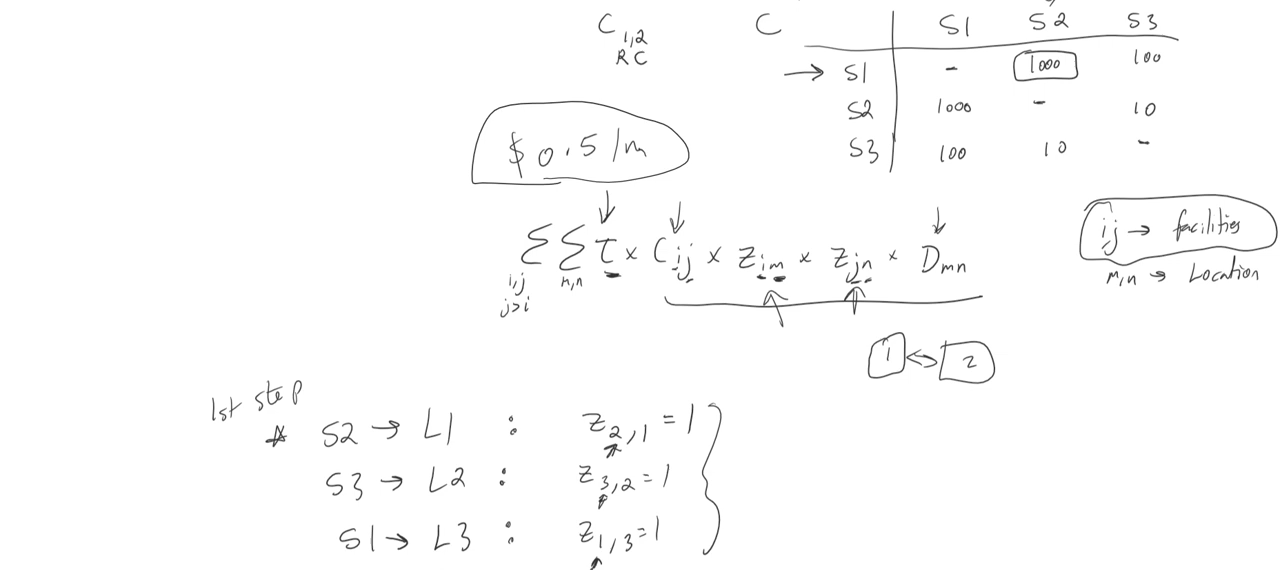 C 1,2
R C
C S1 S2 S3
→ S1 - 1000 100
S2 1000 - 10
S3 100 10 -
$0.5/m
Σ Σ τ × Cij × Zim × Zjn × Dmn
i,j m,n
j>i
ij → facilities
m,n → Location
1 ↔ 2
1st step
* S2 → L1 : Z2,1 = 1
S3 → L2 : Z3,2 = 1
S1 → L3 : Z1,3 = 1